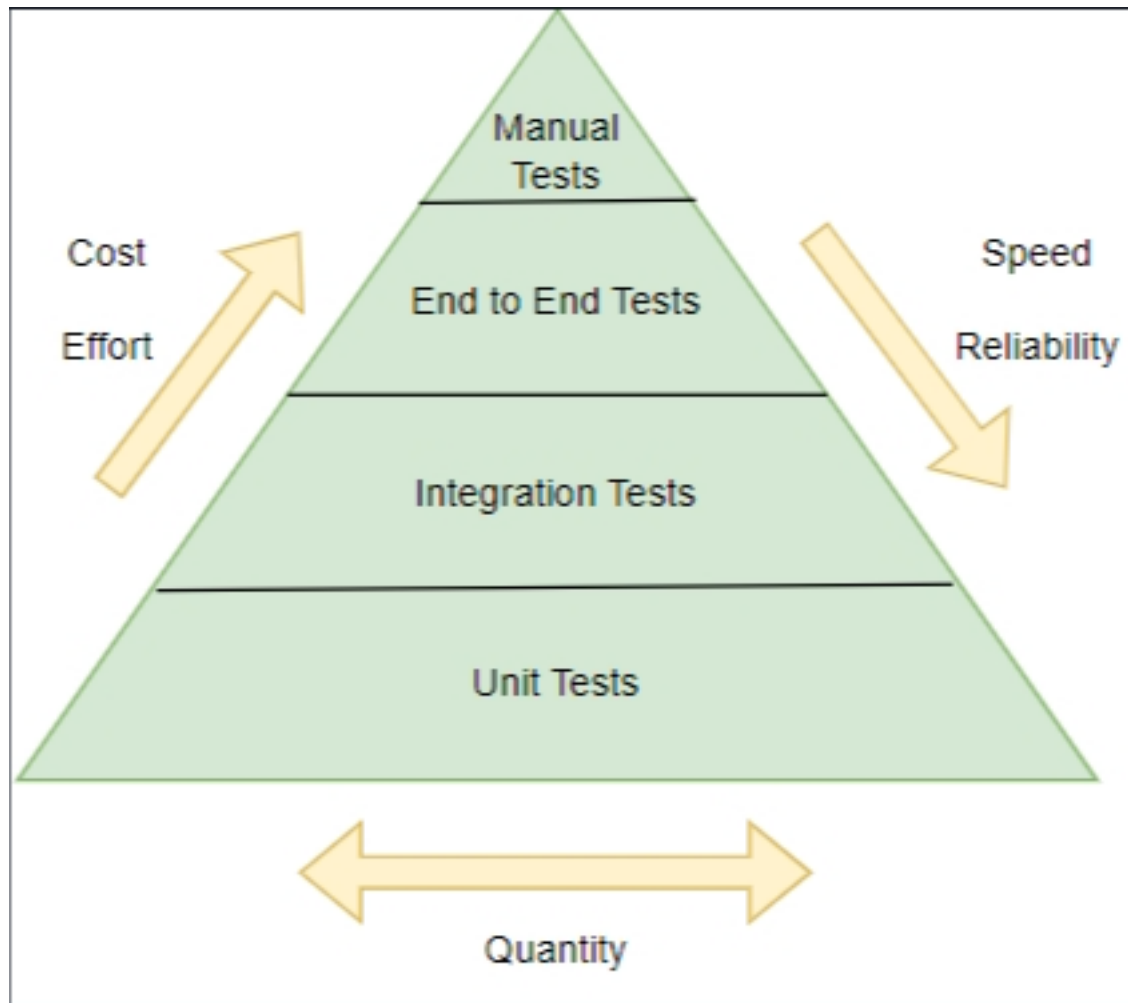 Manual
Tests
Cost
Speed
End to End Tests
Effort
Reliability
Integration Tests
Unit Tests
Quantity